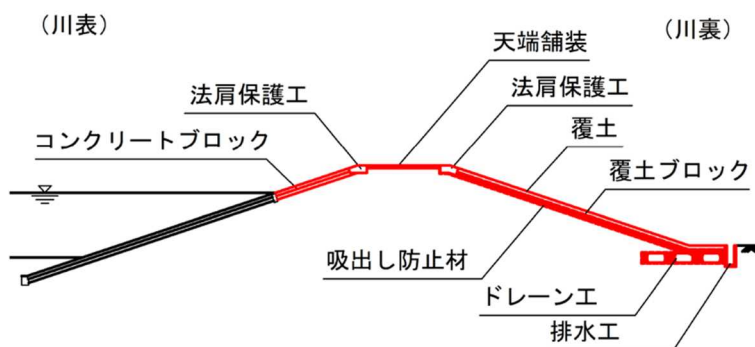 （川表）
（川裏）
天端舗装
法肩保護工
法肩保護工
コンクリートブロック
覆土
覆土ブロック
吸出し防止材
ドレーン工
排水工